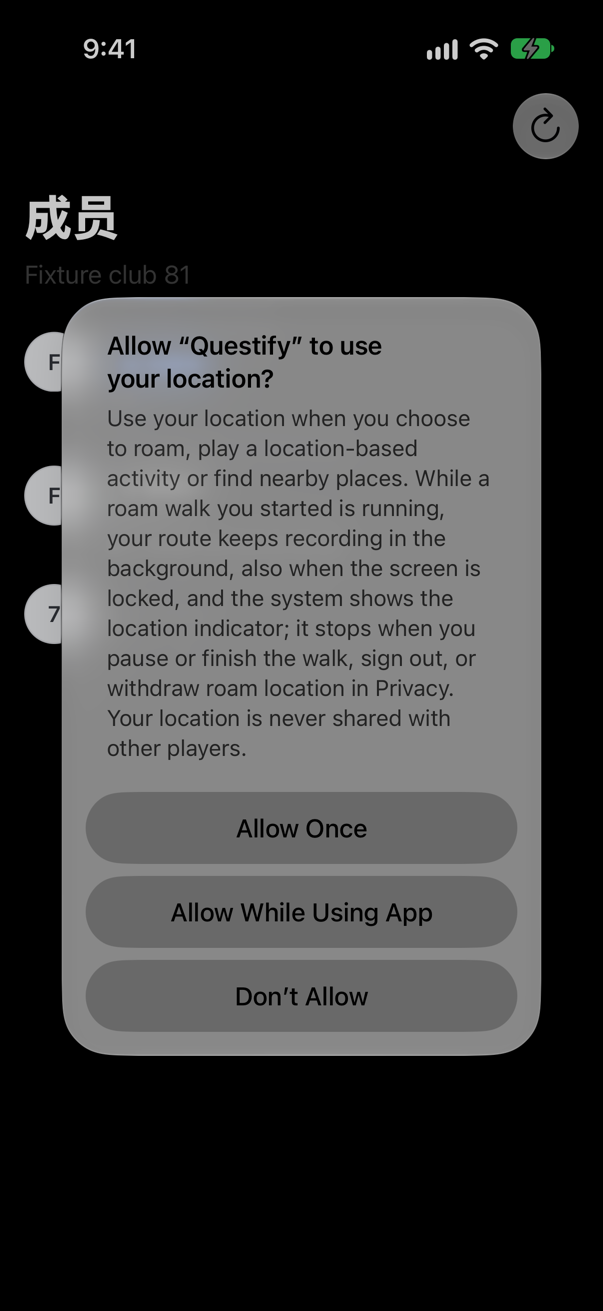 9:41
成员
Fixture club 81
F
F
7
Allow “Questify” to use
your location?
Use your location when you choose
to roam, play a location-based
activity or find nearby places. While a
roam walk you started is running,
your route keeps recording in the
background, also when the screen is
locked, and the system shows the
location indicator; it stops when you
pause or finish the walk, sign out, or
withdraw roam location in Privacy.
Your location is never shared with
other players.
Allow Once
Allow While Using App
Don’t Allow